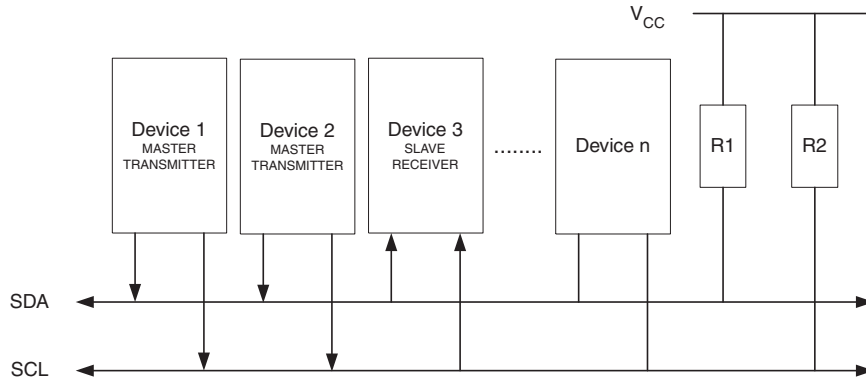 VCC
Device 1
MASTER
TRANSMITTER
Device 2
MASTER
TRANSMITTER
Device 3
SLAVE
RECEIVER
........
Device n
R1
R2
SDA
SCL